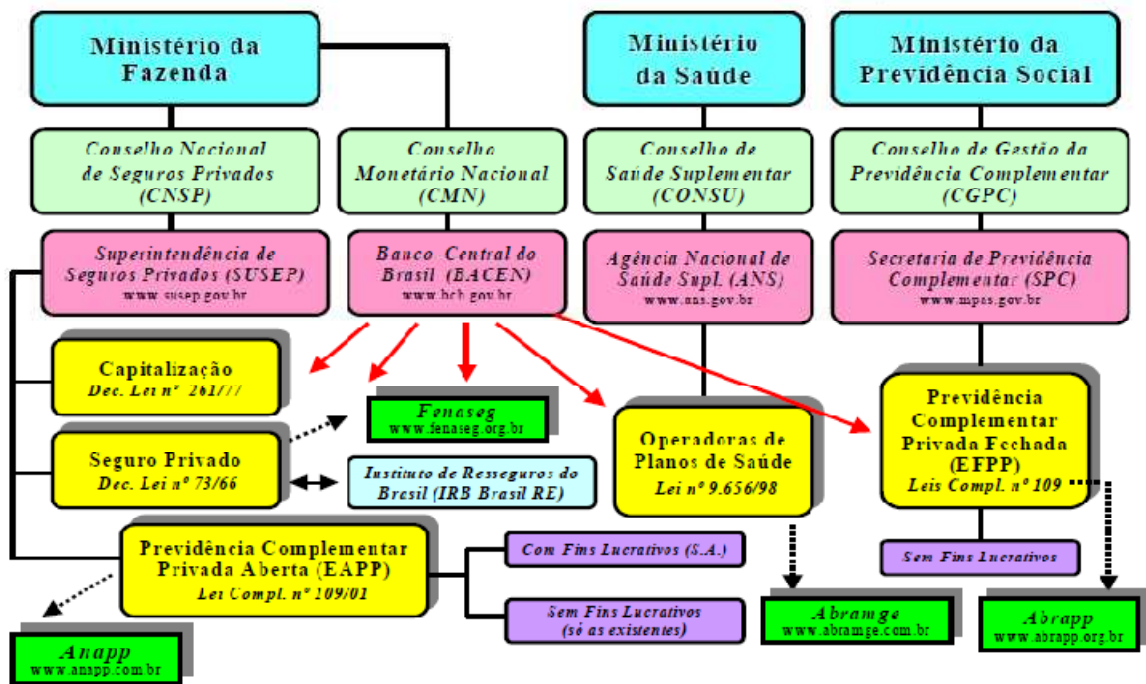 Ministério da
Fazenda
Ministério
da Saúde
Ministério da
Previdência Social
Conselho Nacional
de Seguros Privados
(CNSP)
Conselho
Monetário Nacional
(CMN)
Conselho de
Saúde Suplementar
(CONSU)
Conselho de Gestão da
Previdência Complementar
(CGPC)
Superintendência de
Seguros Privados (SUSEP)
www.susep.gov.br
Banco Central do
Brasil (BACEN)
www.bcb.gov.br
Agência Nacional de
Saúde Supl. (ANS)
www.ans.gov.br
Secretaria de Previdência
Complementar (SPC)
www.mpas.gov.br
Capitalização
Dec. Lei nº 261/77
Fenaseg
www.fenaseg.org.br
Seguro Privado
Dec. Lei nº 73/66
Instituto de Resseguros do
Brasil (IRB Brasil RE)
Operadoras de
Planos de Saúde
Lei nº 9.656/98
Previdência
Complementar
Privada Fechada
(EFPP)
Leis Compl. nº 109
Previdência Complementar
Privada Aberta (EAPP)
Lei Compl. nº 109/01
Com Fins Lucrativos (S.A.)
Sem Fins Lucrativos
(só as existentes)
Sem Fins Lucrativos
Anapp
www.anapp.com.br
Abramge
www.abramge.com.br
Abrapp
www.abrapp.org.br